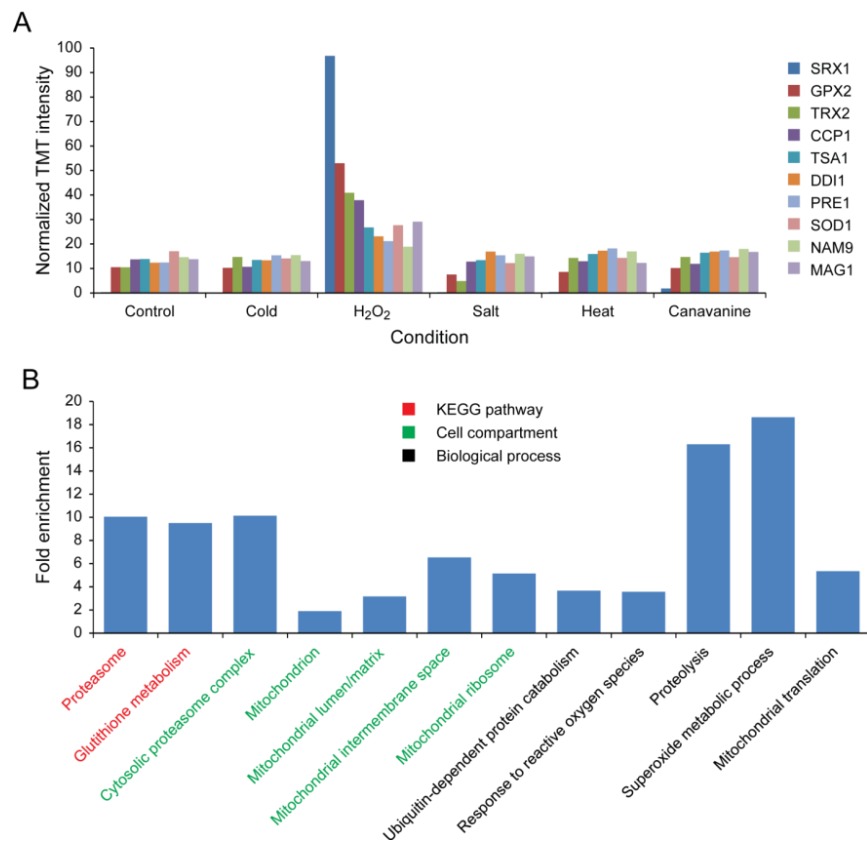 A
Normalized TMT intensity
100
90
80
70
60
50
40
30
20
10
0
Control
Cold
H₂O₂
Salt
Heat
Canavanine
Condition
SRX1
GPX2
TRX2
CCP1
TSA1
DDI1
PRE1
SOD1
NAM9
MAG1
B
Fold enrichment
20
18
16
14
12
10
8
6
4
2
0
KEGG pathway
Cell compartment
Biological process
Proteasome
Glutithione metabolism
Cytosolic proteasome complex
Mitochondrion
Mitochondrial lumen/matrix
Mitochondrial intermembrane space
Mitochondrial ribosome
Ubiquitin-dependent protein catabolism
Response to reactive oxygen species
Proteolysis
Superoxide metabolic process
Mitochondrial translation